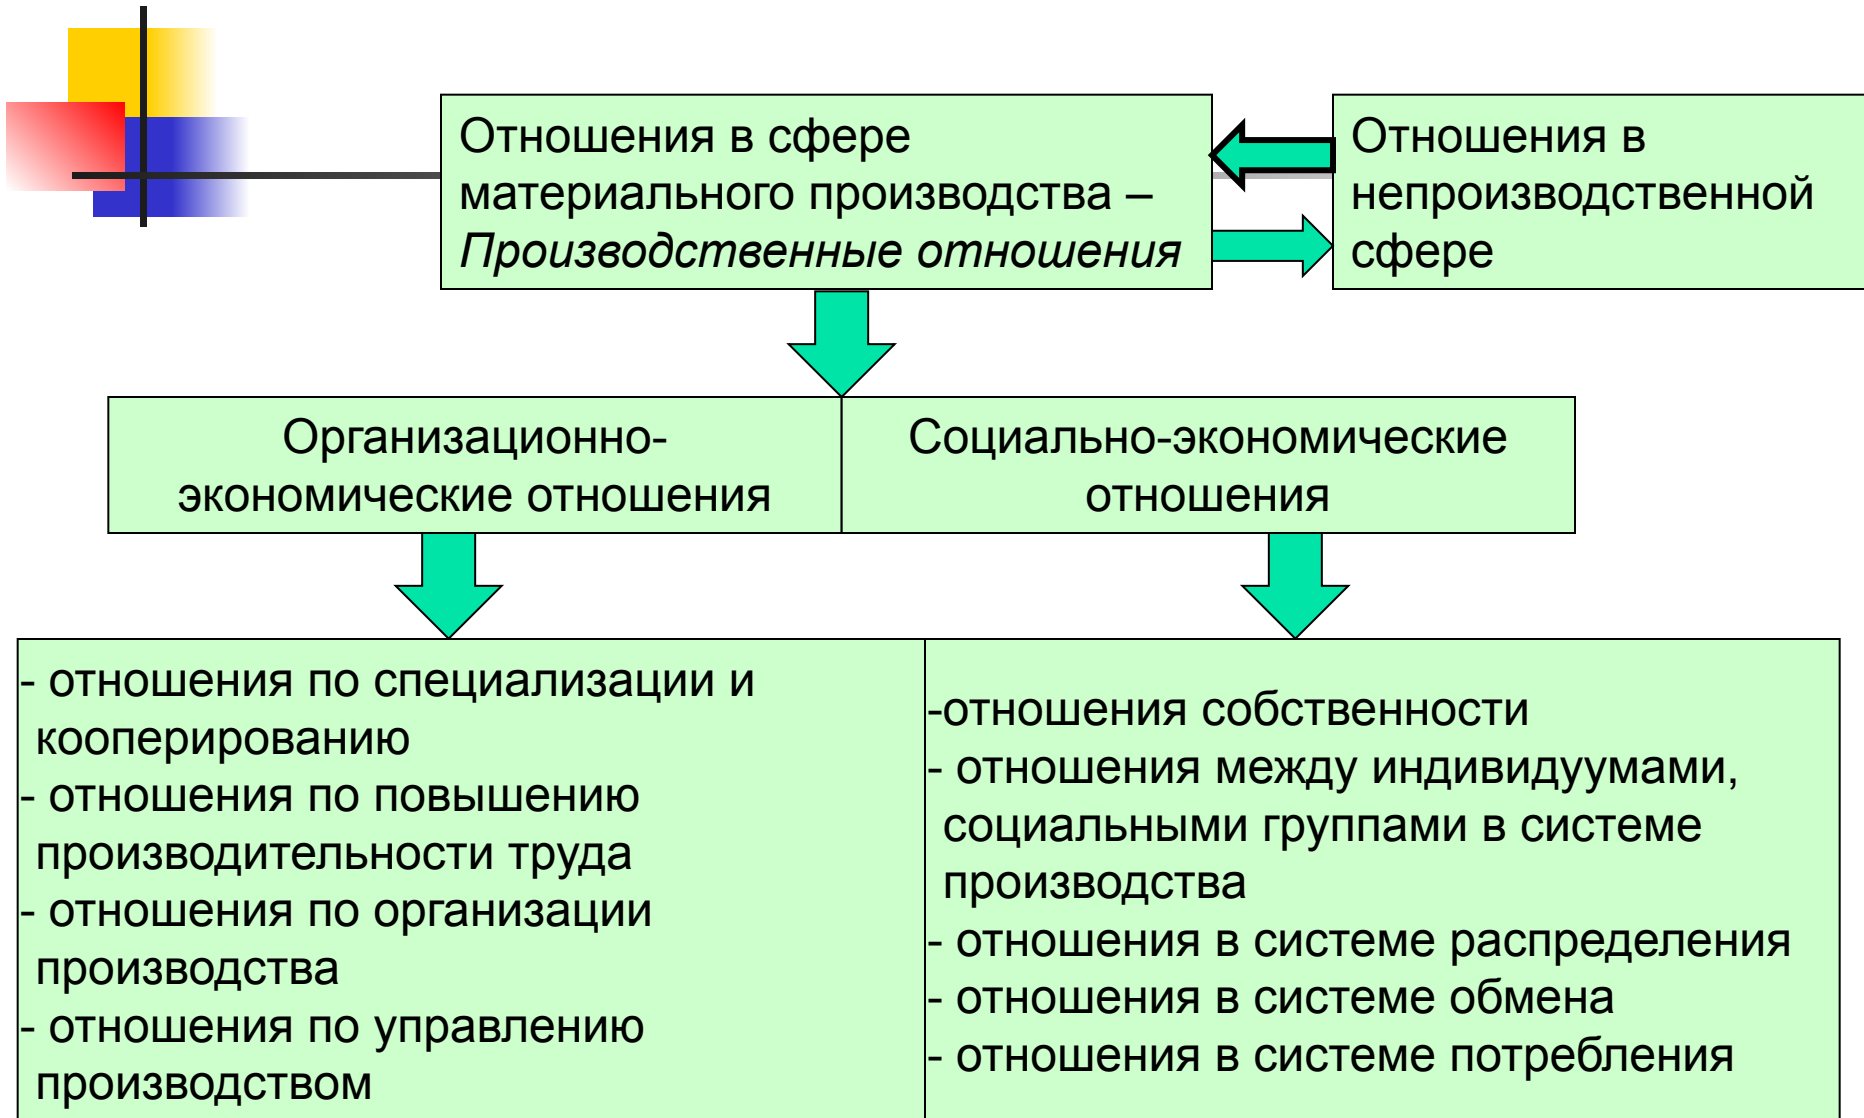 Отношения в сфере
материального производства –
Производственные отношения
Отношения в
непроизводственной
сфере
Организационно-
экономические отношения
Социально-экономические
отношения
- отношения по специализации и
кооперированию
- отношения по повышению
производительности труда
- отношения по организации
производства
- отношения по управлению
производством
-отношения собственности
- отношения между индивидуумами,
социальными группами в системе
производства
- отношения в системе распределения
- отношения в системе обмена
- отношения в системе потребления